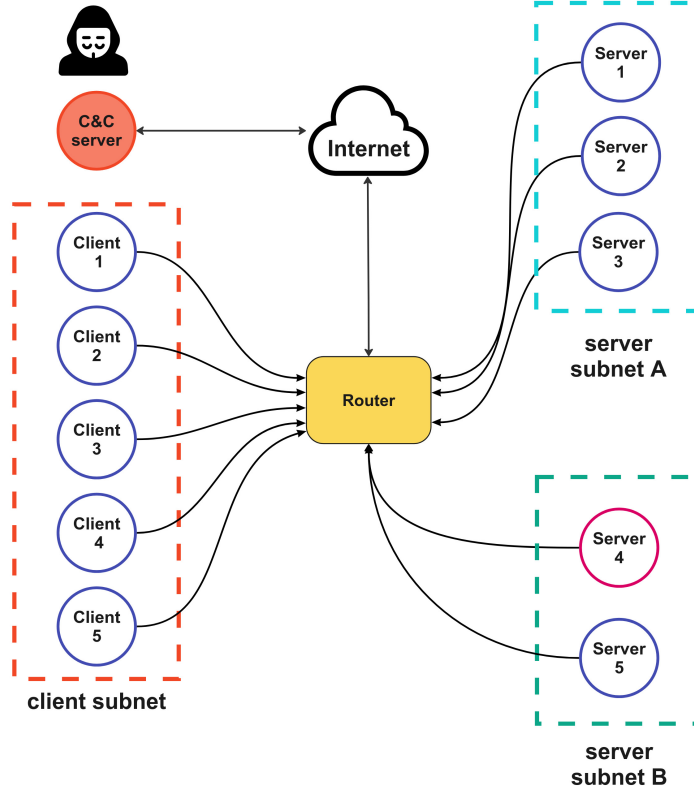 C&C
server
Internet
Server
1
Server
2
Server
3
server
subnet A
Client
1
Client
2
Client
3
Client
4
Client
5
client subnet
Router
Server
4
Server
5
server
subnet B